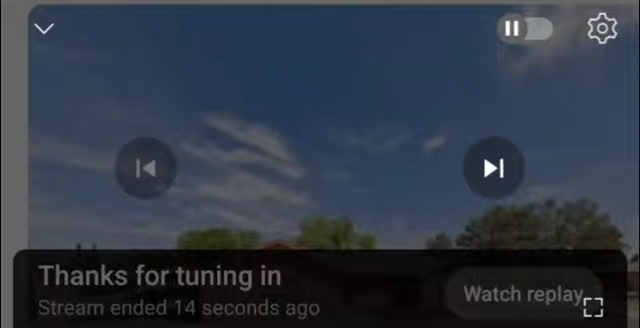 Thanks for tuning in
Stream ended 14 seconds ago
Watch replay